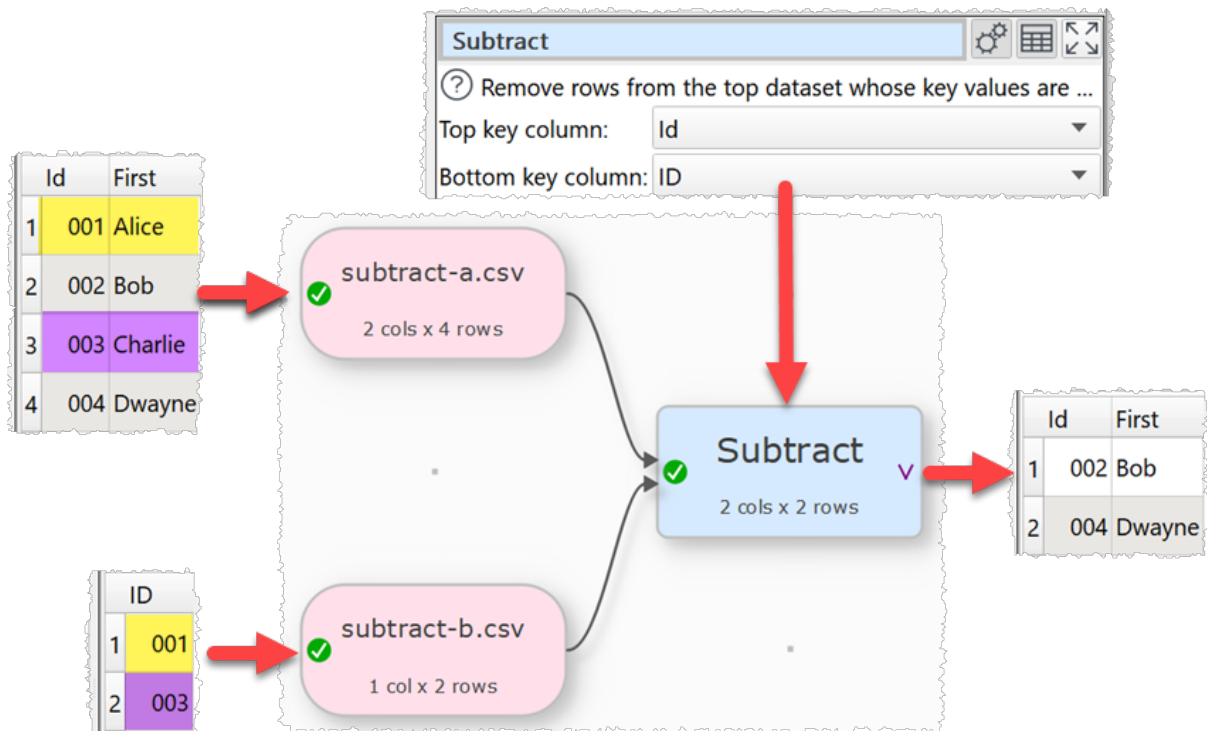 Subtract
? Remove rows from the top dataset whose key values are ...
Top key column: Id
Bottom key column: ID
Id First
1 001 Alice
2 002 Bob
3 003 Charlie
4 004 Dwayne
subtract-a.csv
2 cols x 4 rows
Subtract
V
2 cols x 2 rows
Id First
1 002 Bob
2 004 Dwayne
ID
1 001
2 003
subtract-b.csv
1 col x 2 rows